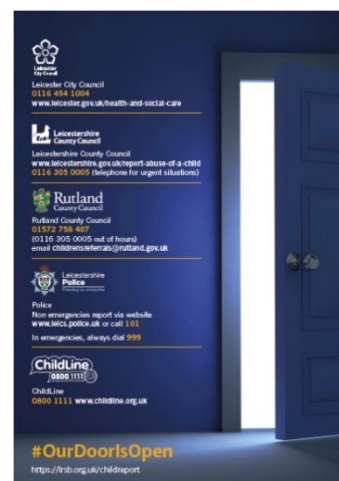 Leicester
City Council
Leicester City Council
0116 454 1004
www.leicester.gov.uk/health-and-social-care
Leicestershire
County Council
Leicestershire County Council
www.leicestershire.gov.uk/report-abuse-of-a-child
0116 305 0005 (telephone for urgent situations)
Rutland
County Council
Rutland County Council
01572 758 407
(0116 305 0005 out of hours)
email childrensreferrals@rutland.gov.uk
Leicestershire
Police
Protecting our communities
Police
Non emergencies report via website
www.leics.police.uk or call 101
In emergencies, always dial 999
ChildLine
0800 1111
ChildLine
0800 1111 www.childline.org.uk
#OurDoorIsOpen
https://lrsb.org.uk/childreport